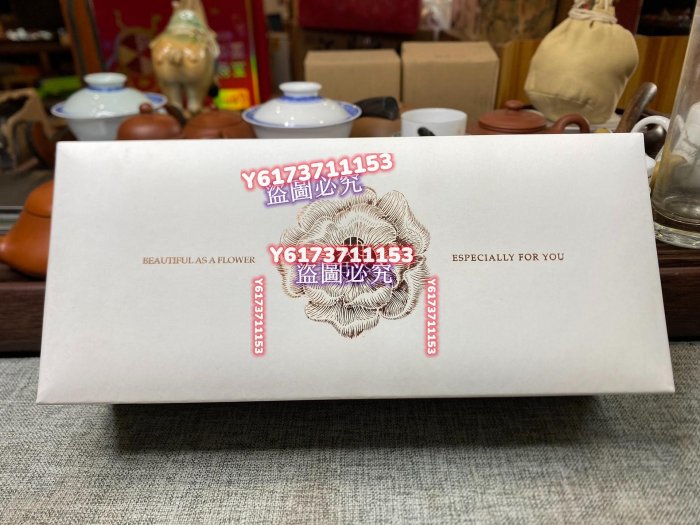 Y6173711153
盜圖必究
BEAUTIFUL AS A FLOWER
Y6173711153
盜圖必究
ESPECIALLY FOR YOU
Y6173711153
Y6173711153